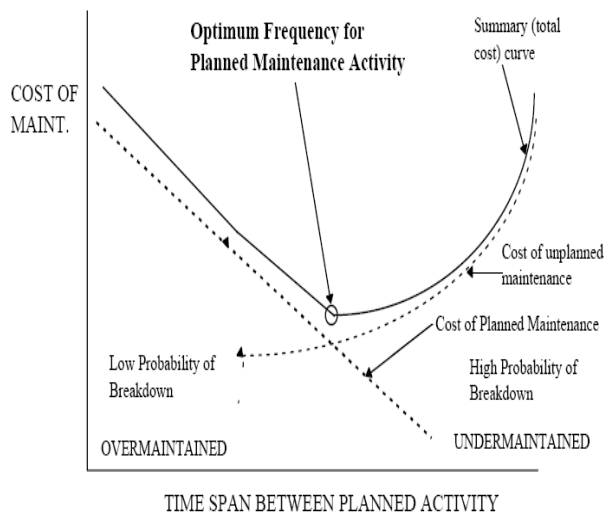 Optimum Frequency for
Planned Maintenance Activity
Summary (total
cost) curve
COST OF
MAINT.
Cost of unplanned
maintenance
Cost of Planned Maintenance
Low Probability of
Breakdown
High Probability of
Breakdown
OVERMAINTAINED
UNDERMAINTAINED
TIME SPAN BETWEEN PLANNED ACTIVITY